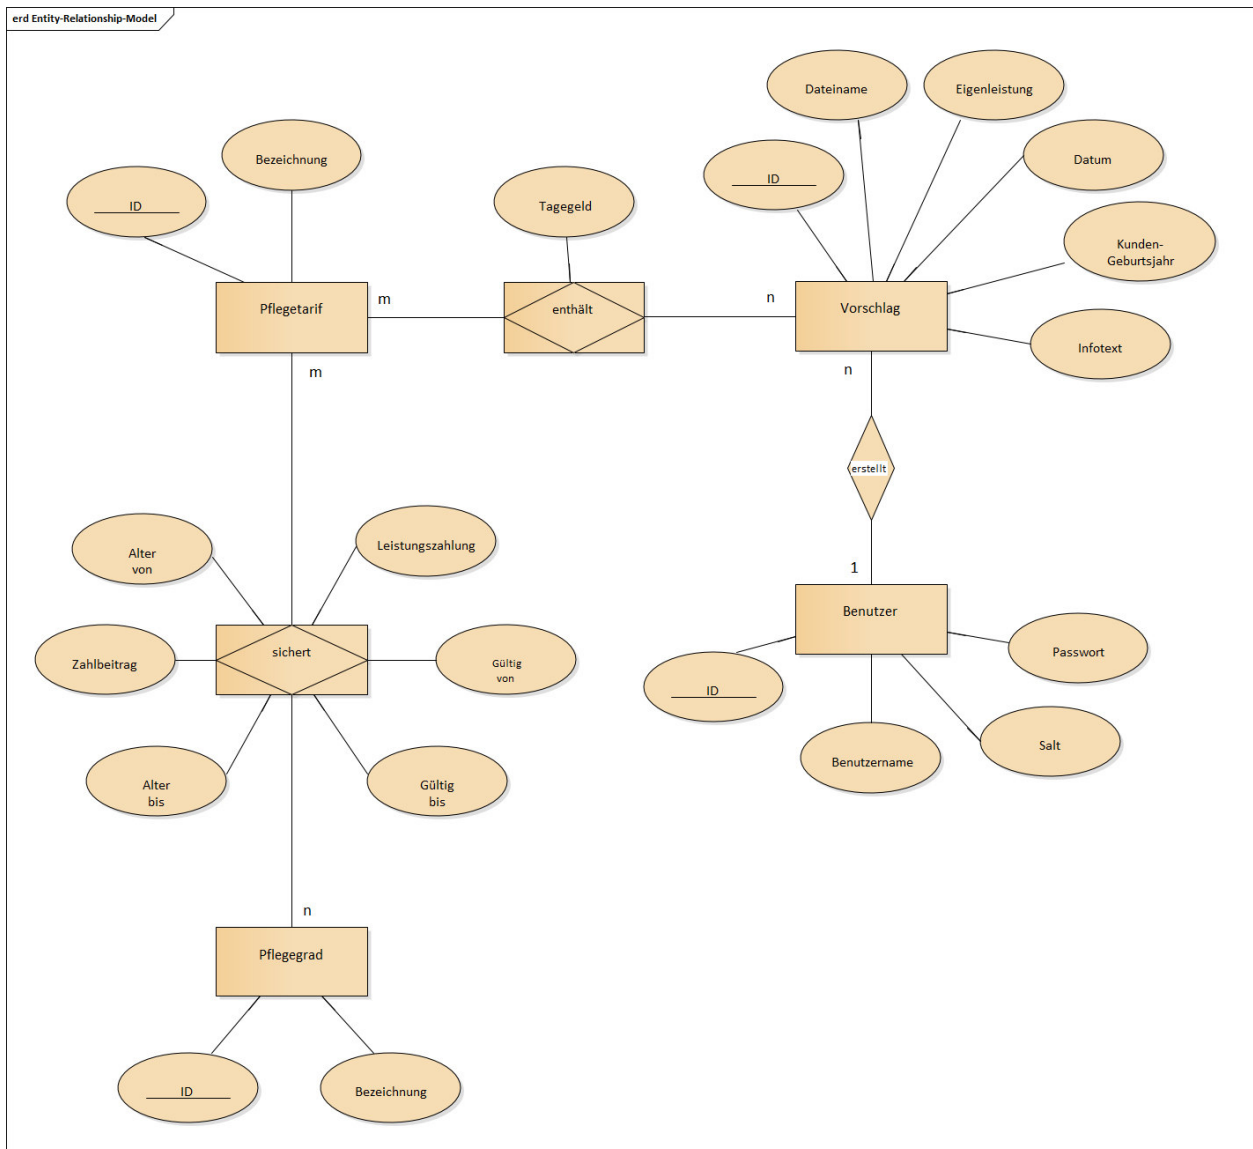 erd Entity-Relationship-Model
Dateiname
Eigenleistung
Bezeichnung
Datum
ID
ID
Tagegeld
Kunden-
Geburtsjahr
m
n
Pflegetarif
enthält
Vorschlag
Infotext
m
n
erstellt
Alter
von
Leistungszahlung
1
Benutzer
Zahlbeitrag
sichert
Gültig
von
Passwort
ID
Salt
Benutzername
Alter
bis
Gültig
bis
n
Pflegegrad
ID
Bezeichnung